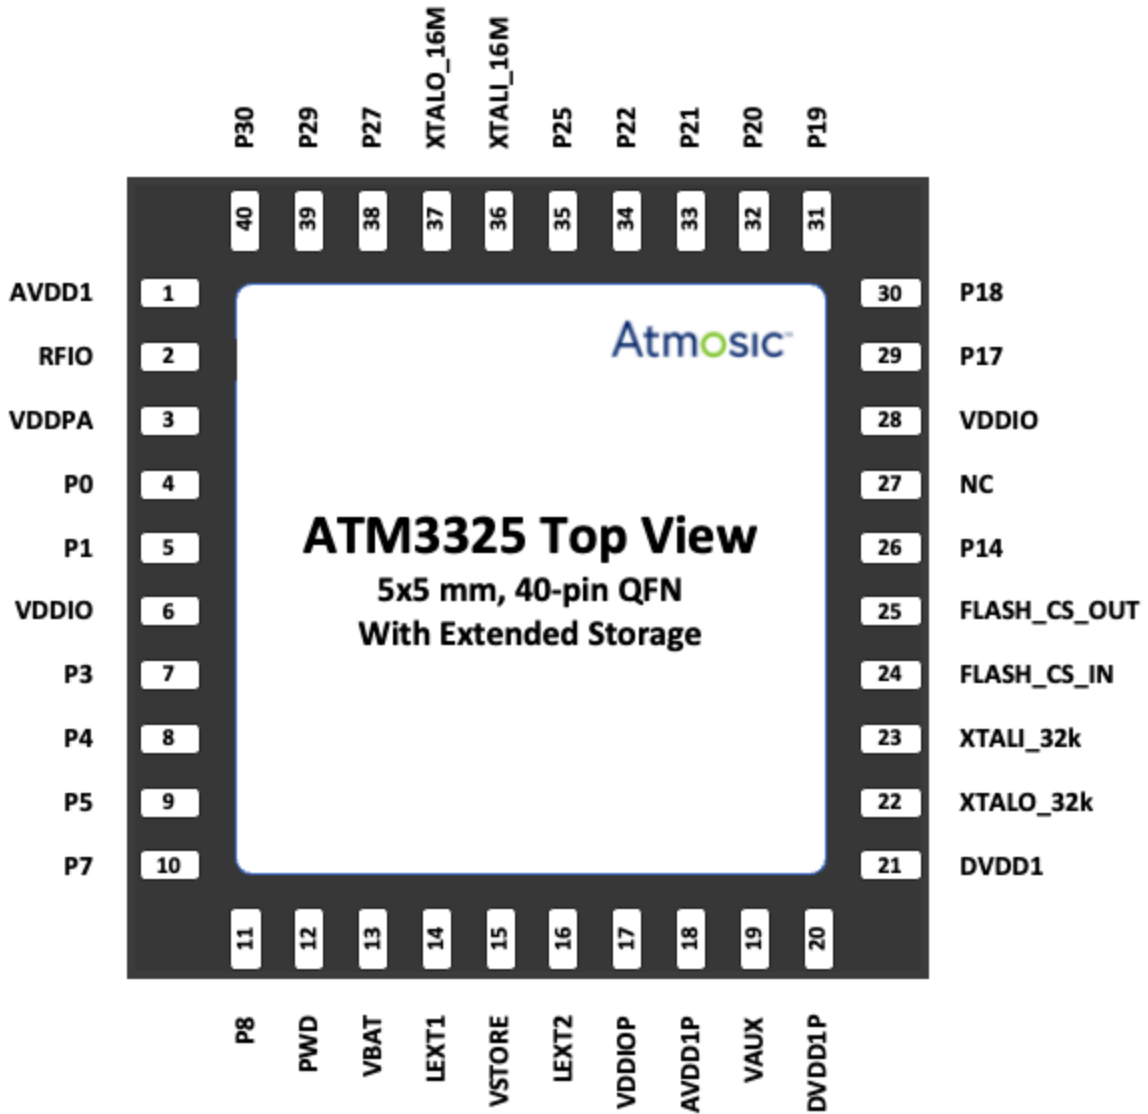 P30 P29 P27 XTALO_16M XTALI_16M P25 P22 P21 P20 P19
40 39 38 37 36 35 34 33 32 31
AVDD1 1 30 P18
Atmosic™
RFIO 2 29 P17
VDDPA 3 28 VDDIO
P0 4 27 NC
ATM3325 Top View
P1 5 26 P14
5x5 mm, 40-pin QFN
VDDIO 6 25 FLASH_CS_OUT
With Extended Storage
P3 7 24 FLASH_CS_IN
P4 8 23 XTALI_32k
P5 9 22 XTALO_32k
P7 10 21 DVDD1
11 12 13 14 15 16 17 18 19 20
P8 PWD VBAT LEXT1 VSTORE LEXT2 VDDIOP AVDD1P VAUX DVDD1P